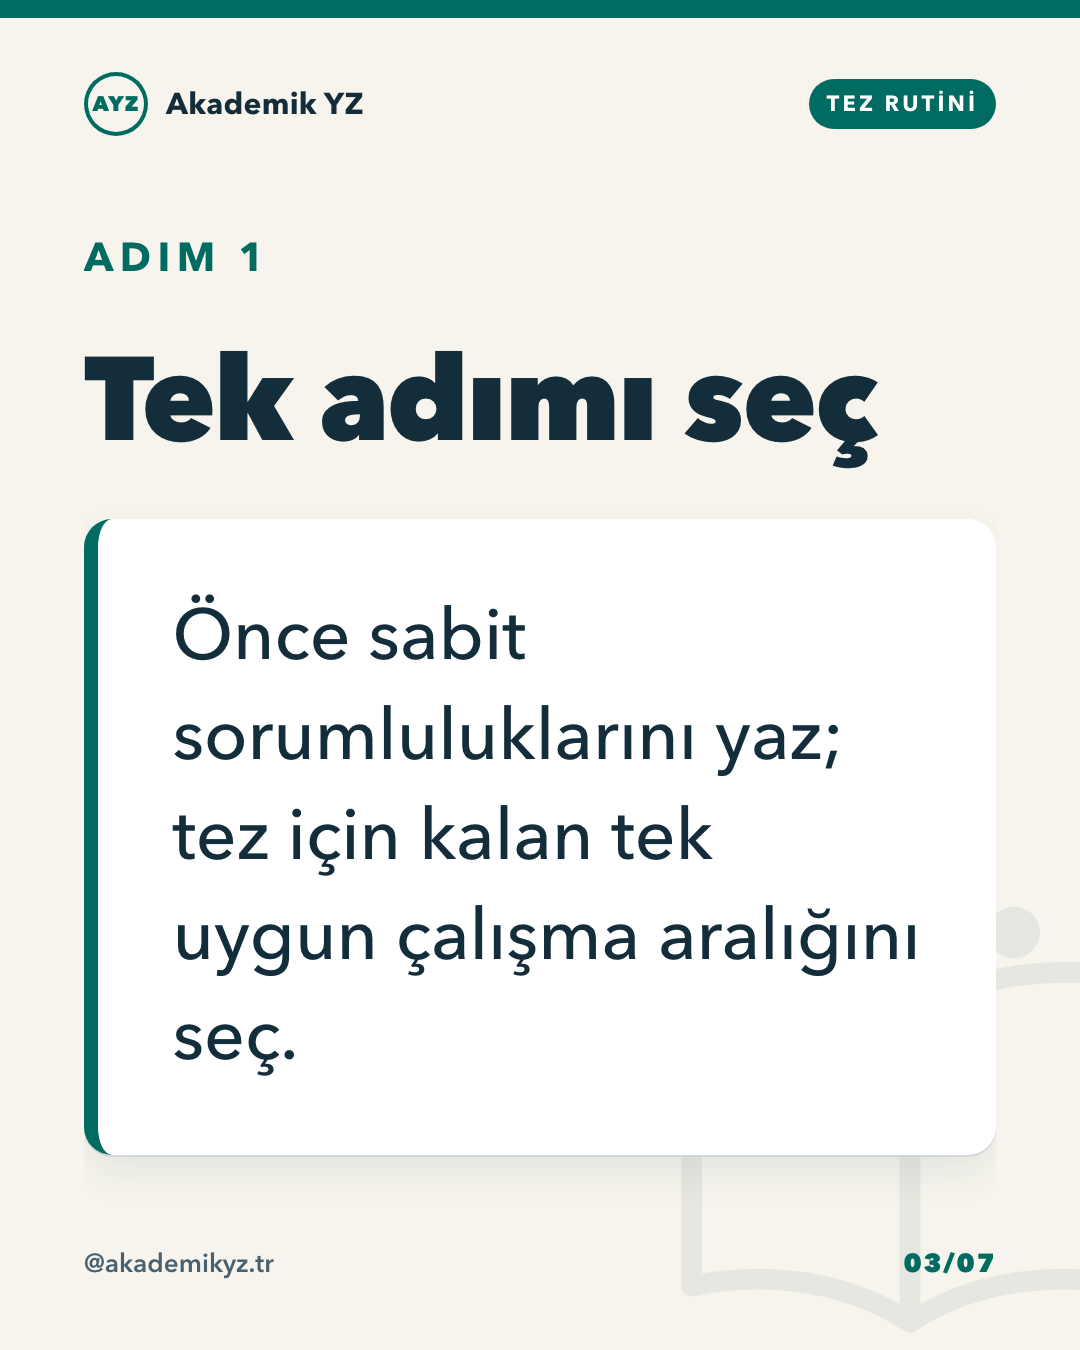 AYZ Akademik YZ
TEZ RUTİNİ
ADIM 1
Tek adımı seç
Önce sabit
sorumluluklarını yaz;
tez için kalan tek
uygun çalışma aralığını
seç.
@akademikyz.tr
03/07